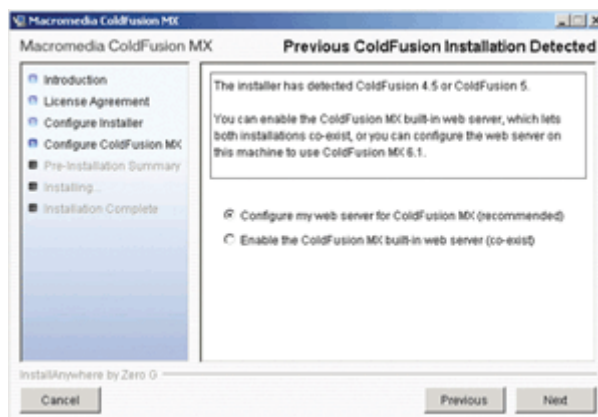 Macromedia ColdFusion MX
Macromedia ColdFusion MX
Previous ColdFusion Installation Detected
Introduction
License Agreement
Configure Installer
Configure ColdFusion MX
Pre-Installation Summary
Installing...
Installation Complete
The installer has detected ColdFusion 4.5 or ColdFusion 5.
You can enable the ColdFusion MX built-in web server, which lets
both installations co-exist, or you can configure the web server on
this machine to use ColdFusion MX 6.1.
Configure my web server for ColdFusion MX (recommended)
Enable the ColdFusion MX built-in web server (co-exist)
InstallAnywhere by Zero G
Cancel
Previous
Next